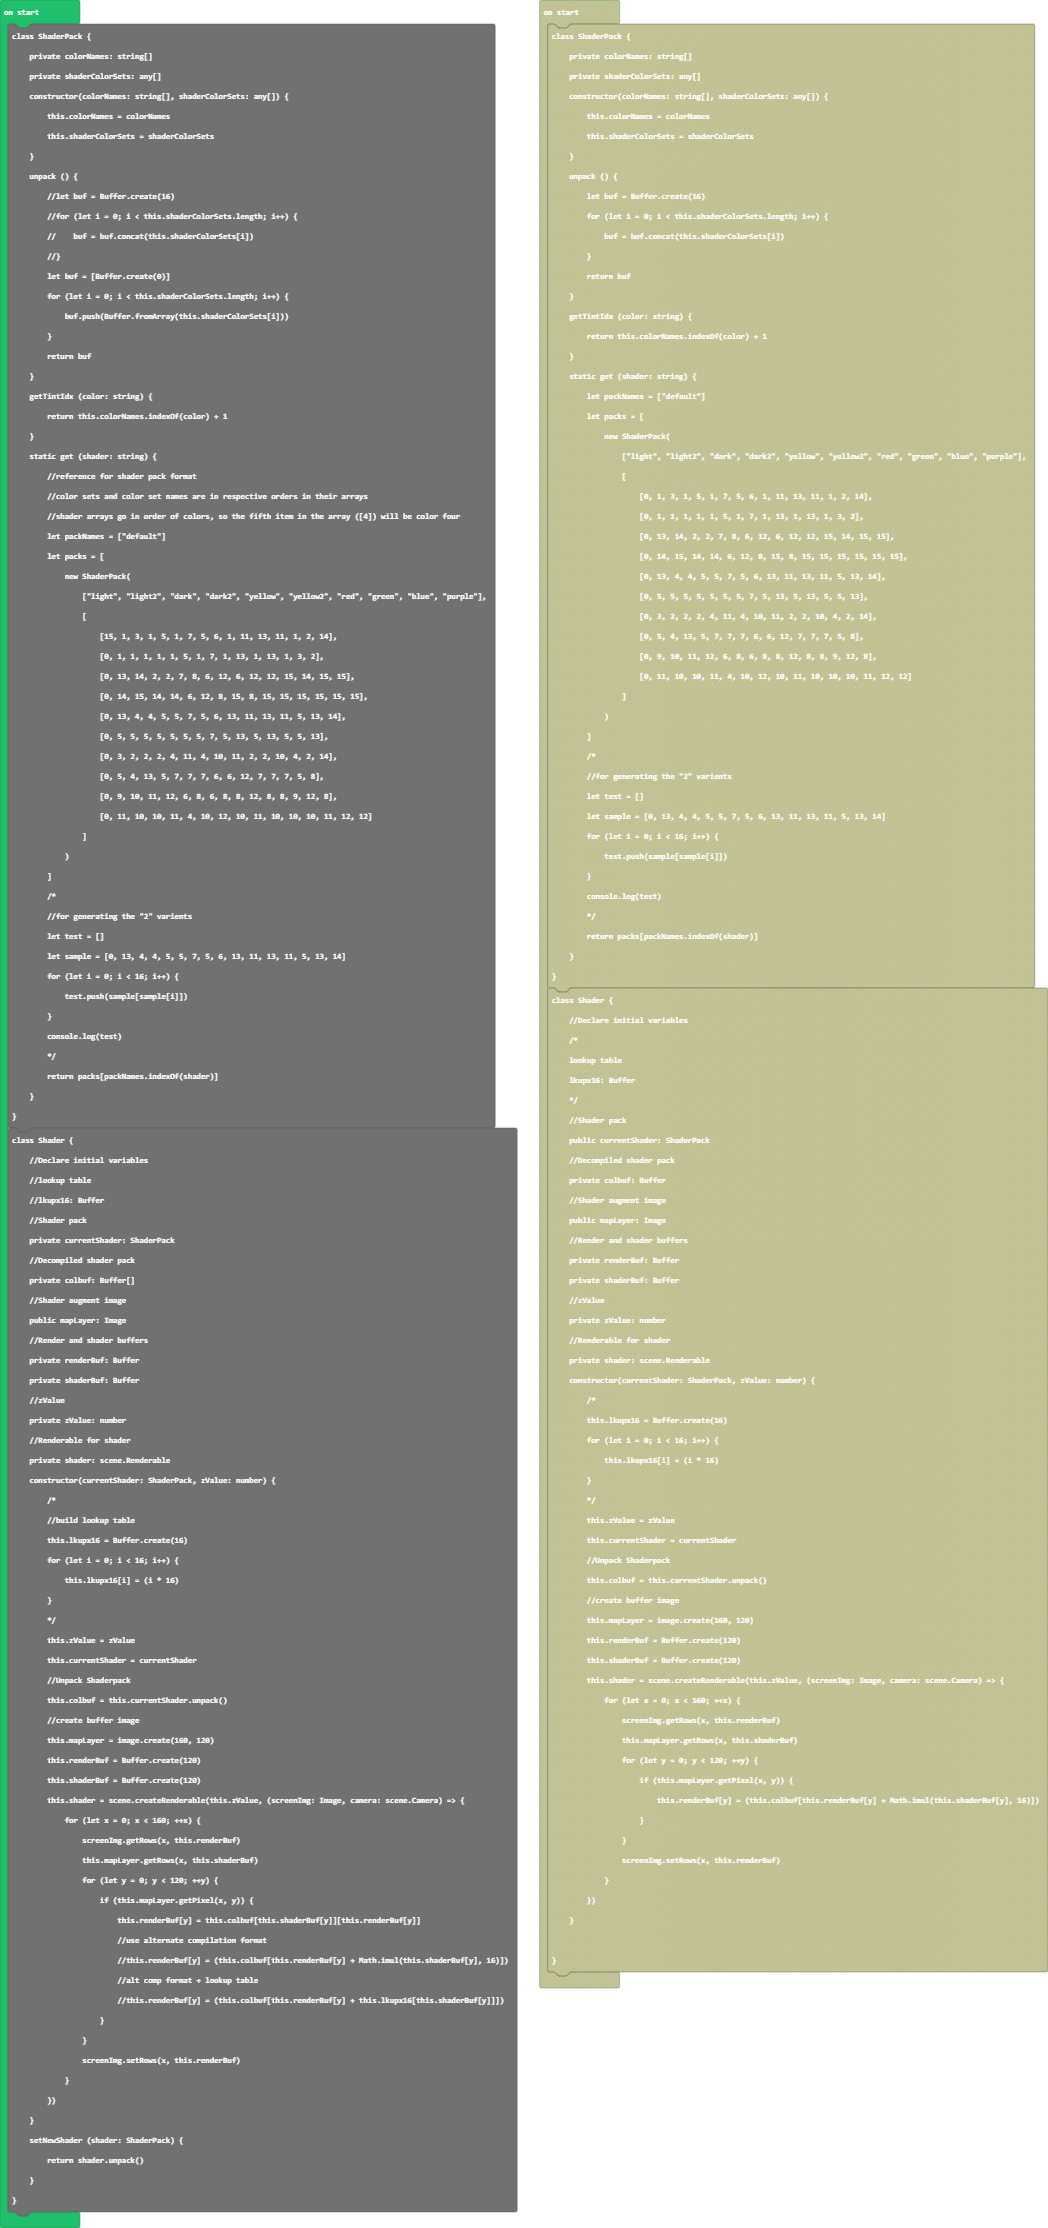 on start
class ShaderPack {
private colorNames: string[]
private shaderColorSets: any[]
constructor(colorNames: string[], shaderColorSets: any[]) {
this.colorNames = colorNames
this.shaderColorSets = shaderColorSets
}
unpack () {
//let buf = Buffer.create(16)
//for (let i = 0; i < this.shaderColorSets.length; i++) {
//    buf = buf.concat(this.shaderColorSets[i])
//}
let buf = [Buffer.create(0)]
for (let i = 0; i < this.shaderColorSets.length; i++) {
buf.push(Buffer.fromArray(this.shaderColorSets[i]))
}
return buf
}
getTintIdx (color: string) {
return this.colorNames.indexOf(color) + 1
}
static get (shader: string) {
//reference for shader pack format
//color sets and color set names are in respective orders in their arrays
//shader arrays go in order of colors, so the fifth item in the array ([4]) will be color four
let packNames = ["default"]
let packs = [
new ShaderPack(
["light", "light2", "dark", "dark2", "yellow", "yellow2", "red", "green", "blue", "purple"],
[
[15, 1, 3, 1, 5, 1, 7, 5, 6, 1, 11, 13, 11, 1, 2, 14],
[0, 1, 1, 1, 1, 1, 5, 1, 7, 1, 13, 1, 13, 1, 3, 2],
[0, 13, 14, 2, 2, 7, 8, 6, 12, 6, 12, 12, 15, 14, 15, 15],
[0, 14, 15, 14, 14, 6, 12, 8, 15, 8, 15, 15, 15, 15, 15, 15],
[0, 13, 4, 4, 5, 5, 7, 5, 6, 13, 11, 13, 11, 5, 13, 14],
[0, 5, 5, 5, 5, 5, 5, 5, 7, 5, 13, 5, 13, 5, 5, 13],
[0, 3, 2, 2, 2, 4, 11, 4, 10, 11, 2, 2, 10, 4, 2, 14],
[0, 5, 4, 13, 5, 7, 7, 7, 6, 6, 12, 7, 7, 7, 5, 8],
[0, 9, 10, 11, 12, 6, 8, 6, 8, 8, 12, 8, 8, 9, 12, 8],
[0, 11, 10, 10, 11, 4, 10, 12, 10, 11, 10, 10, 10, 11, 12, 12]
]
)
]
/*
//for generating the "2" varients
let test = []
let sample = [0, 13, 4, 4, 5, 5, 7, 5, 6, 13, 11, 13, 11, 5, 13, 14]
for (let i = 0; i < 16; i++) {
test.push(sample[sample[i]])
}
console.log(test)
*/
return packs[packNames.indexOf(shader)]
}
}
class Shader {
//Declare initial variables
//lookup table
//lkupx16: Buffer
//Shader pack
private currentShader: ShaderPack
//Decompiled shader pack
private colbuf: Buffer[]
//Shader augment image
public mapLayer: Image
//Render and shader buffers
private renderBuf: Buffer
private shaderBuf: Buffer
//zValue
private zValue: number
//Renderable for shader
private shader: scene.Renderable
constructor(currentShader: ShaderPack, zValue: number) {
/*
//build lookup table
this.lkupx16 = Buffer.create(16)
for (let i = 0; i < 16; i++) {
this.lkupx16[i] = (i * 16)
}
*/
this.zValue = zValue
this.currentShader = currentShader
//Unpack Shaderpack
this.colbuf = this.currentShader.unpack()
//create buffer image
this.mapLayer = image.create(160, 120)
this.renderBuf = Buffer.create(120)
this.shaderBuf = Buffer.create(120)
this.shader = scene.createRenderable(this.zValue, (screenImg: Image, camera: scene.Camera) => {
for (let x = 0; x < 160; ++x) {
screenImg.getRows(x, this.renderBuf)
this.mapLayer.getRows(x, this.shaderBuf)
for (let y = 0; y < 120; ++y) {
if (this.mapLayer.getPixel(x, y)) {
this.renderBuf[y] = this.colbuf[this.shaderBuf[y]][this.renderBuf[y]]
//use alternate compilation format
//this.renderBuf[y] = (this.colbuf[this.renderBuf[y] + Math.imul(this.shaderBuf[y], 16)])
//alt comp format + lookup table
//this.renderBuf[y] = (this.colbuf[this.renderBuf[y] + this.lkupx16[this.shaderBuf[y]]])
}
}
screenImg.setRows(x, this.renderBuf)
}
})
}
setNewShader (shader: ShaderPack) {
return shader.unpack()
}
}
on start
class ShaderPack {
private colorNames: string[]
private shaderColorSets: any[]
constructor(colorNames: string[], shaderColorSets: any[]) {
this.colorNames = colorNames
this.shaderColorSets = shaderColorSets
}
unpack () {
let buf = Buffer.create(16)
for (let i = 0; i < this.shaderColorSets.length; i++) {
buf = buf.concat(this.shaderColorSets[i])
}
return buf
}
getTintIdx (color: string) {
return this.colorNames.indexOf(color) + 1
}
static get (shader: string) {
let packNames = ["default"]
let packs = [
new ShaderPack(
["light", "light2", "dark", "dark2", "yellow", "yellow2", "red", "green", "blue", "purple"],
[
[0, 1, 3, 1, 5, 1, 7, 5, 6, 1, 11, 13, 11, 1, 2, 14],
[0, 1, 1, 1, 1, 1, 5, 1, 7, 1, 13, 1, 13, 1, 3, 2],
[0, 13, 14, 2, 2, 7, 8, 6, 12, 6, 12, 12, 15, 14, 15, 15],
[0, 14, 15, 14, 14, 6, 12, 8, 15, 8, 15, 15, 15, 15, 15, 15],
[0, 13, 4, 4, 5, 5, 7, 5, 6, 13, 11, 13, 11, 5, 13, 14],
[0, 5, 5, 5, 5, 5, 5, 5, 7, 5, 13, 5, 13, 5, 5, 13],
[0, 3, 2, 2, 2, 4, 11, 4, 10, 11, 2, 2, 10, 4, 2, 14],
[0, 5, 4, 13, 5, 7, 7, 7, 6, 6, 12, 7, 7, 7, 5, 8],
[0, 9, 10, 11, 12, 6, 8, 6, 8, 8, 12, 8, 8, 9, 12, 8],
[0, 11, 10, 10, 11, 4, 10, 12, 10, 11, 10, 10, 10, 11, 12, 12]
]
)
]
/*
//for generating the "2" varients
let test = []
let sample = [0, 13, 4, 4, 5, 5, 7, 5, 6, 13, 11, 13, 11, 5, 13, 14]
for (let i = 0; i < 16; i++) {
test.push(sample[sample[i]])
}
console.log(test)
*/
return packs[packNames.indexOf(shader)]
}
}
class Shader {
//Declare initial variables
/*
lookup table
lkupx16: Buffer
*/
//Shader pack
public currentShader: ShaderPack
//Decompiled shader pack
private colbuf: Buffer
//Shader augment image
public mapLayer: Image
//Render and shader buffers
private renderBuf: Buffer
private shaderBuf: Buffer
//zValue
private zValue: number
//Renderable for shader
private shader: scene.Renderable
constructor(currentShader: ShaderPack, zValue: number) {
/*
this.lkupx16 = Buffer.create(16)
for (let i = 0; i < 16; i++) {
this.lkupx16[i] = (i * 16)
}
*/
this.zValue = zValue
this.currentShader = currentShader
//Unpack Shaderpack
this.colbuf = this.currentShader.unpack()
//create buffer image
this.mapLayer = image.create(160, 120)
this.renderBuf = Buffer.create(120)
this.shaderBuf = Buffer.create(120)
this.shader = scene.createRenderable(this.zValue, (screenImg: Image, camera: scene.Camera) => {
for (let x = 0; x < 160; ++x) {
screenImg.getRows(x, this.renderBuf)
this.mapLayer.getRows(x, this.shaderBuf)
for (let y = 0; y < 120; ++y) {
if (this.mapLayer.getPixel(x, y)) {
this.renderBuf[y] = (this.colbuf[this.renderBuf[y] + Math.imul(this.shaderBuf[y], 16)])
}
}
screenImg.setRows(x, this.renderBuf)
}
})
}
}